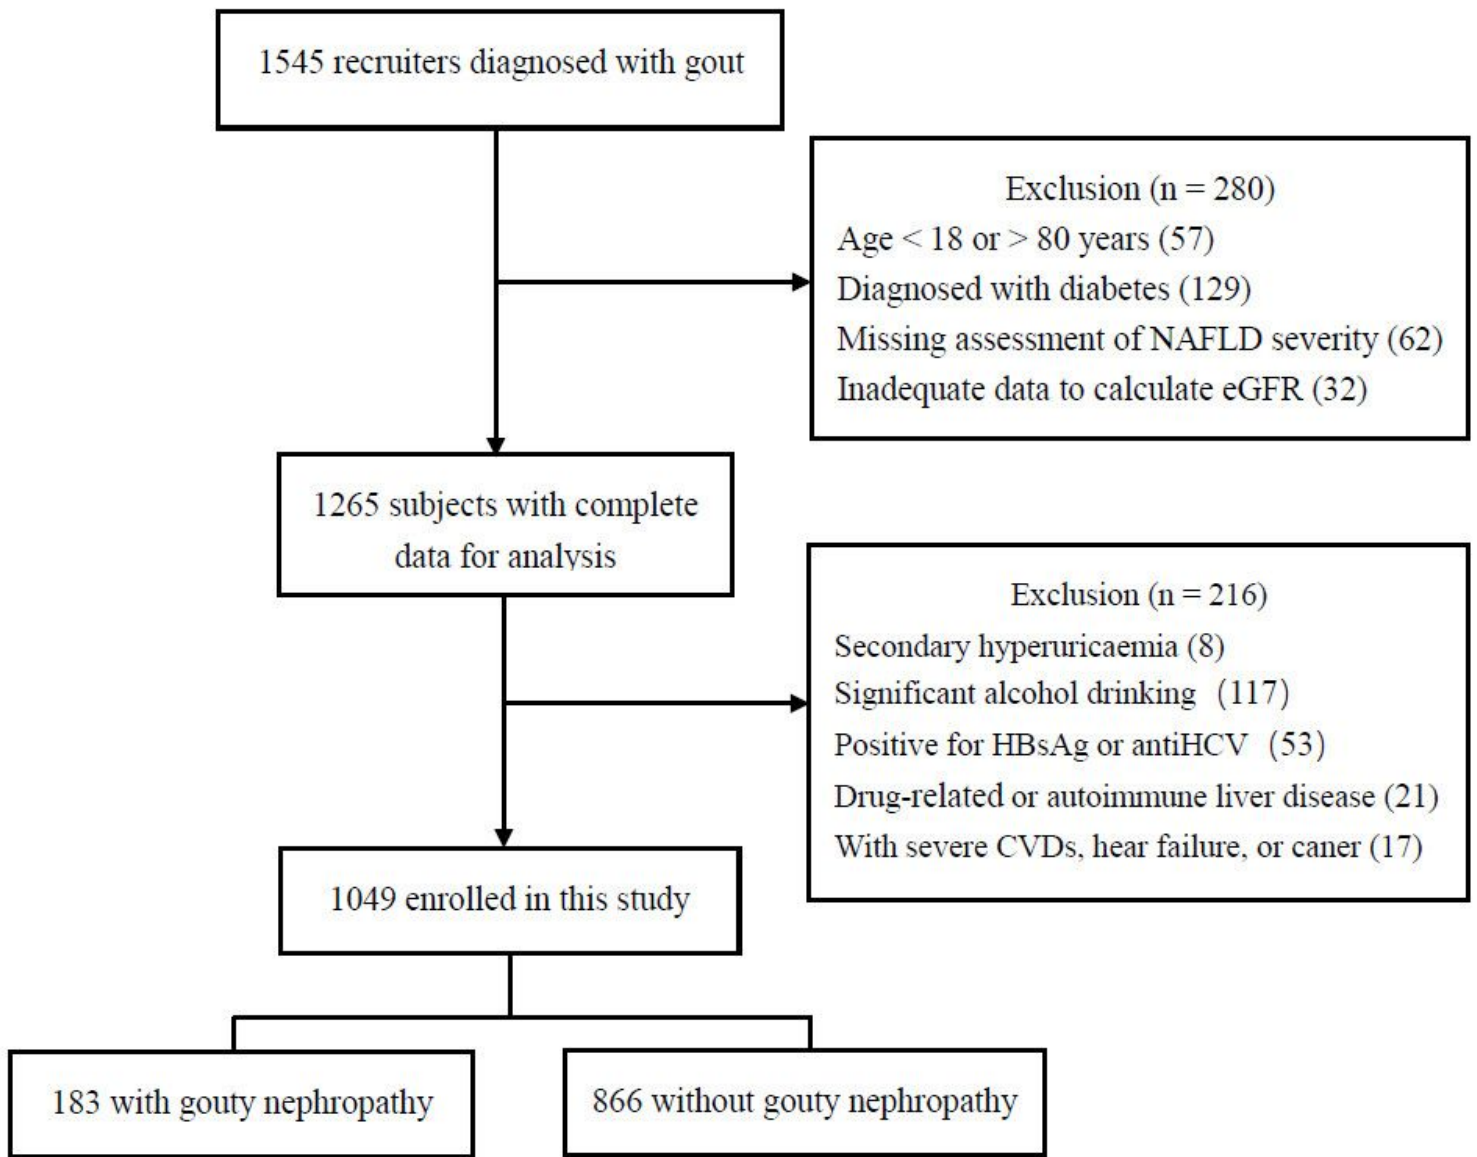 1545 recruiters diagnosed with gout
Exclusion (n = 280)
Age < 18 or > 80 years (57)
Diagnosed with diabetes (129)
Missing assessment of NAFLD severity (62)
Inadequate data to calculate eGFR (32)
1265 subjects with complete
data for analysis
Exclusion (n = 216)
Secondary hyperuricaemia (8)
Significant alcohol drinking (117)
Positive for HBsAg or antiHCV (53)
Drug-related or autoimmune liver disease (21)
With severe CVDs, hear failure, or caner (17)
1049 enrolled in this study
183 with gouty nephropathy
866 without gouty nephropathy